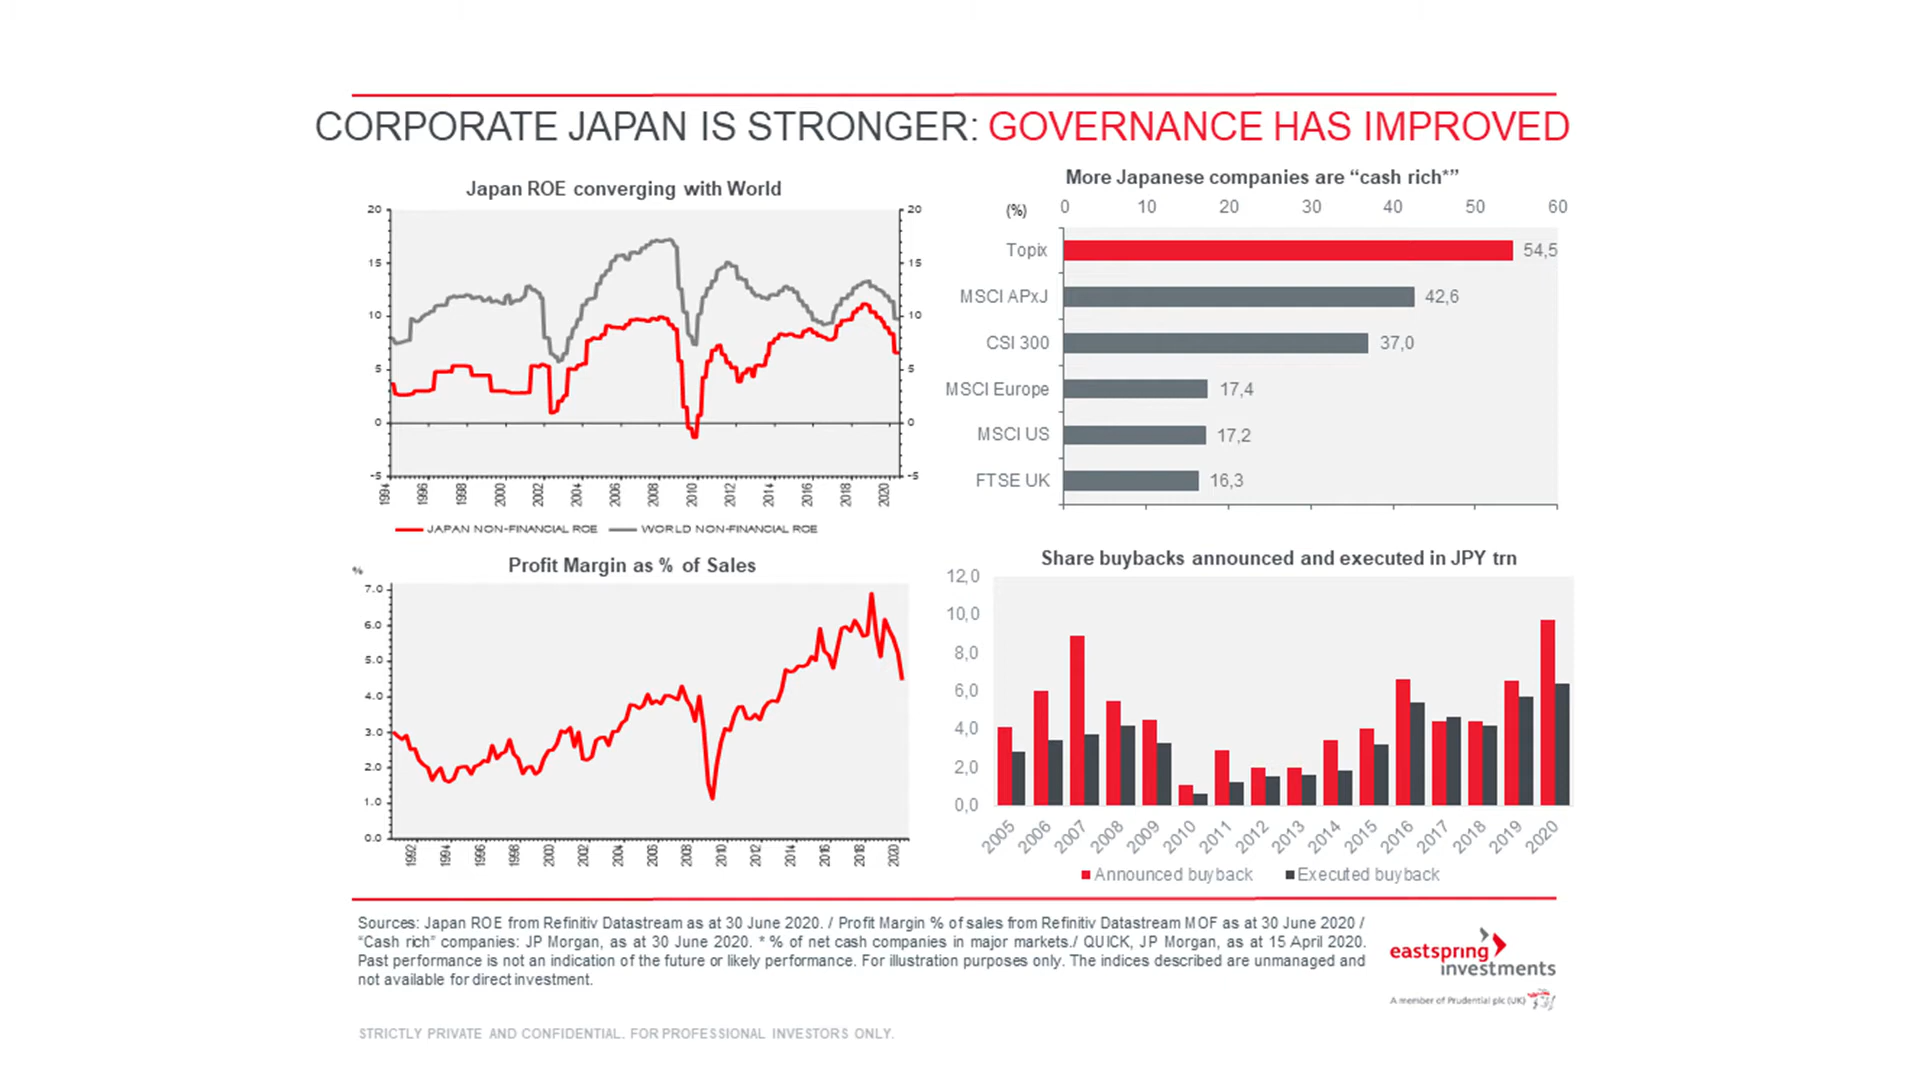 CORPORATE JAPAN IS STRONGER: GOVERNANCE HAS IMPROVED
Japan ROE converging with World
20 20
15 15
10 10
5 5
0 0
-5 -5
1994 1996 1998 2000 2002 2004 2006 2008 2010 2012 2014 2016 2018 2020
JAPAN NON-FINANCIAL ROE WORLD NON-FINANCIAL ROE
More Japanese companies are “cash rich*”
(%) 0 10 20 30 40 50 60
Topix 54,5
MSCI APxJ 42,6
CSI 300 37,0
MSCI Europe 17,4
MSCI US 17,2
FTSE UK 16,3
Profit Margin as % of Sales
%
7.0
6.0
5.0
4.0
3.0
2.0
1.0
0.0
1992 1994 1996 1998 2000 2002 2004 2006 2008 2010 2012 2014 2016 2018 2020
Share buybacks announced and executed in JPY trn
12,0
10,0
8,0
6,0
4,0
2,0
0,0
2005 2006 2007 2008 2009 2010 2011 2012 2013 2014 2015 2016 2017 2018 2019 2020
Announced buyback Executed buyback
Sources: Japan ROE from Refinitiv Datastream as at 30 June 2020. / Profit Margin % of sales from Refinitiv Datastream MOF as at 30 June 2020 /
“Cash rich” companies: JP Morgan, as at 30 June 2020. * % of net cash companies in major markets./ QUICK, JP Morgan, as at 15 April 2020.
Past performance is not an indication of the future or likely performance. For illustration purposes only. The indices described are unmanaged and
not available for direct investment.
eastspring
investments
A member of Prudential plc (UK)
STRICTLY PRIVATE AND CONFIDENTIAL. FOR PROFESSIONAL INVESTORS ONLY.